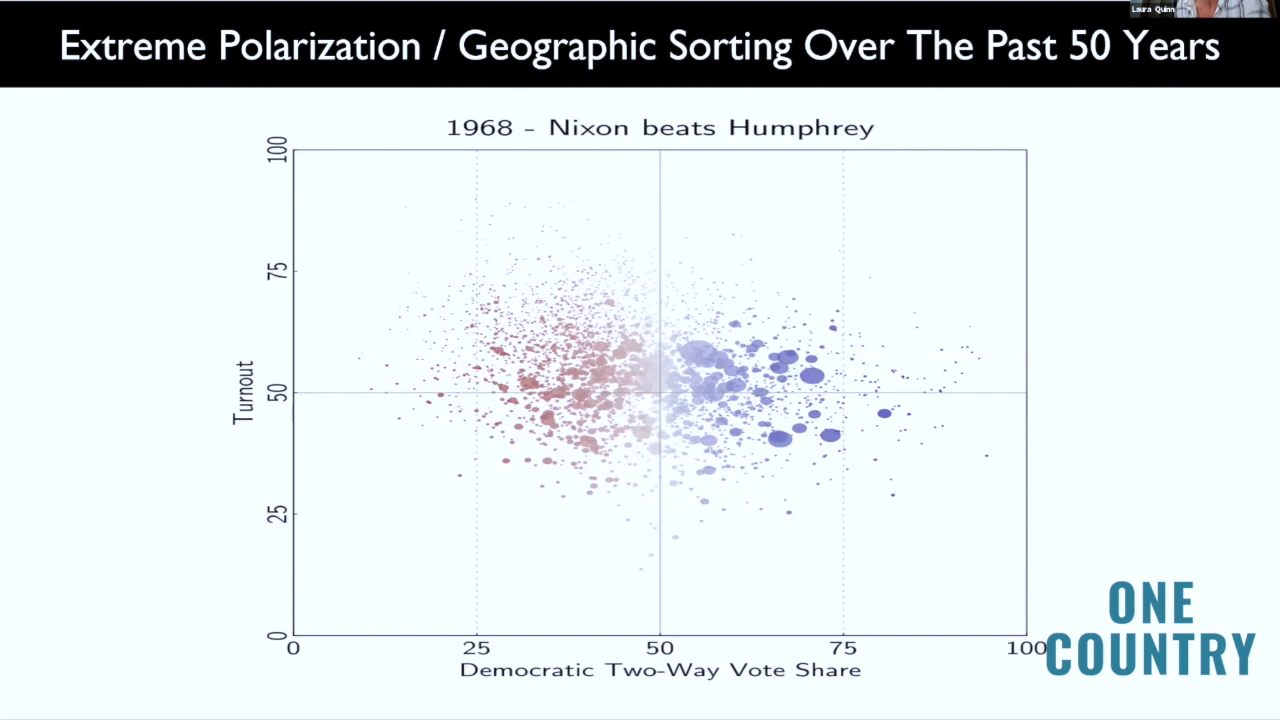 Laura Quinn
Extreme Polarization / Geographic Sorting Over The Past 50 Years
1968 - Nixon beats Humphrey
100
75
50
25
0
Turnout
0 25 50 75 100
Democratic Two-Way Vote Share
ONE
COUNTRY